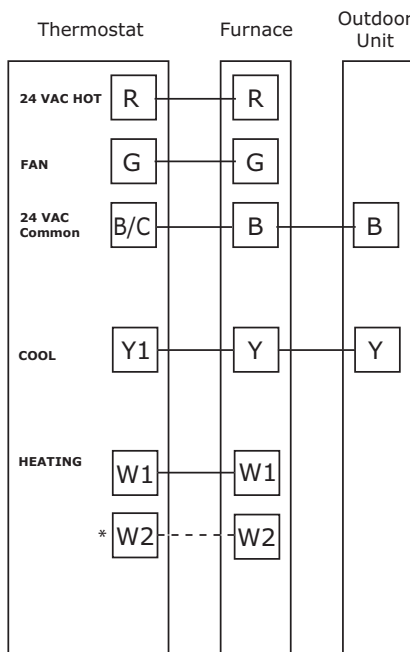 Thermostat Furnace Outdoor
Unit
24 VAC HOT R R
FAN G G
24 VAC
Common B/C B B
COOL Y1 Y Y
HEATING
W1 W1
* W2 W2